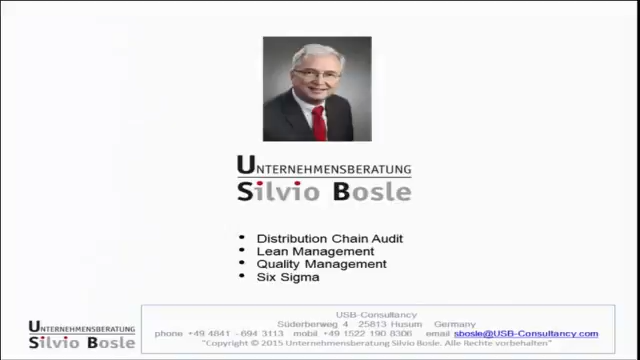 UNTERNEHMENSBERATUNG
Silvio Bosle
• Distribution Chain Audit
• Lean Management
• Quality Management
• Six Sigma
USB-Consultancy
Süderberweg 4 25813 Husum Germany
phone +49 4841 –694 3113 mobil +49 1522 190 8306 email sbosle@USB-Consultancy.com
"Copyright © 2015 Unternehmensberatung Silvio Bosle. Alle Rechte vorbehalten"
UNTERNEHMENSBERATUNG
Silvio Bosle